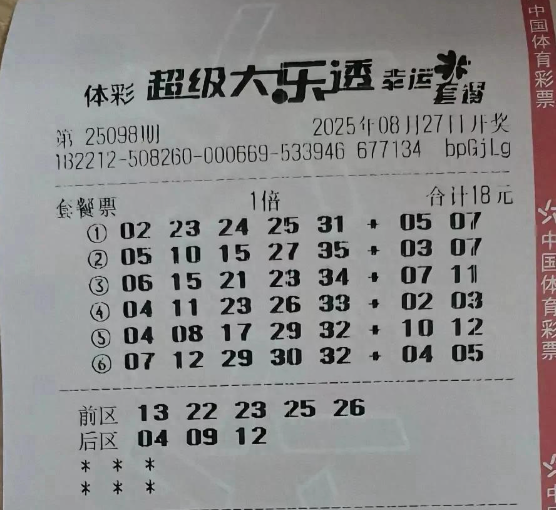 体彩 超级大乐透 幸运套餐
第 25098期 2025年08月27日开奖
182212-508260-000669-533946 677134 bpGjLg
套餐票 1倍 合计18元
① 02 23 24 25 31 + 05 07
② 05 10 15 27 35 + 03 07
③ 06 15 21 23 34 + 07 11
④ 04 11 23 26 33 + 02 03
⑤ 04 08 17 29 32 + 10 12
⑥ 07 12 29 30 32 + 04 05
前区 13 22 23 25 26
后区 04 09 12
* * *
* * *
中国体育彩票
中国体育彩票
中